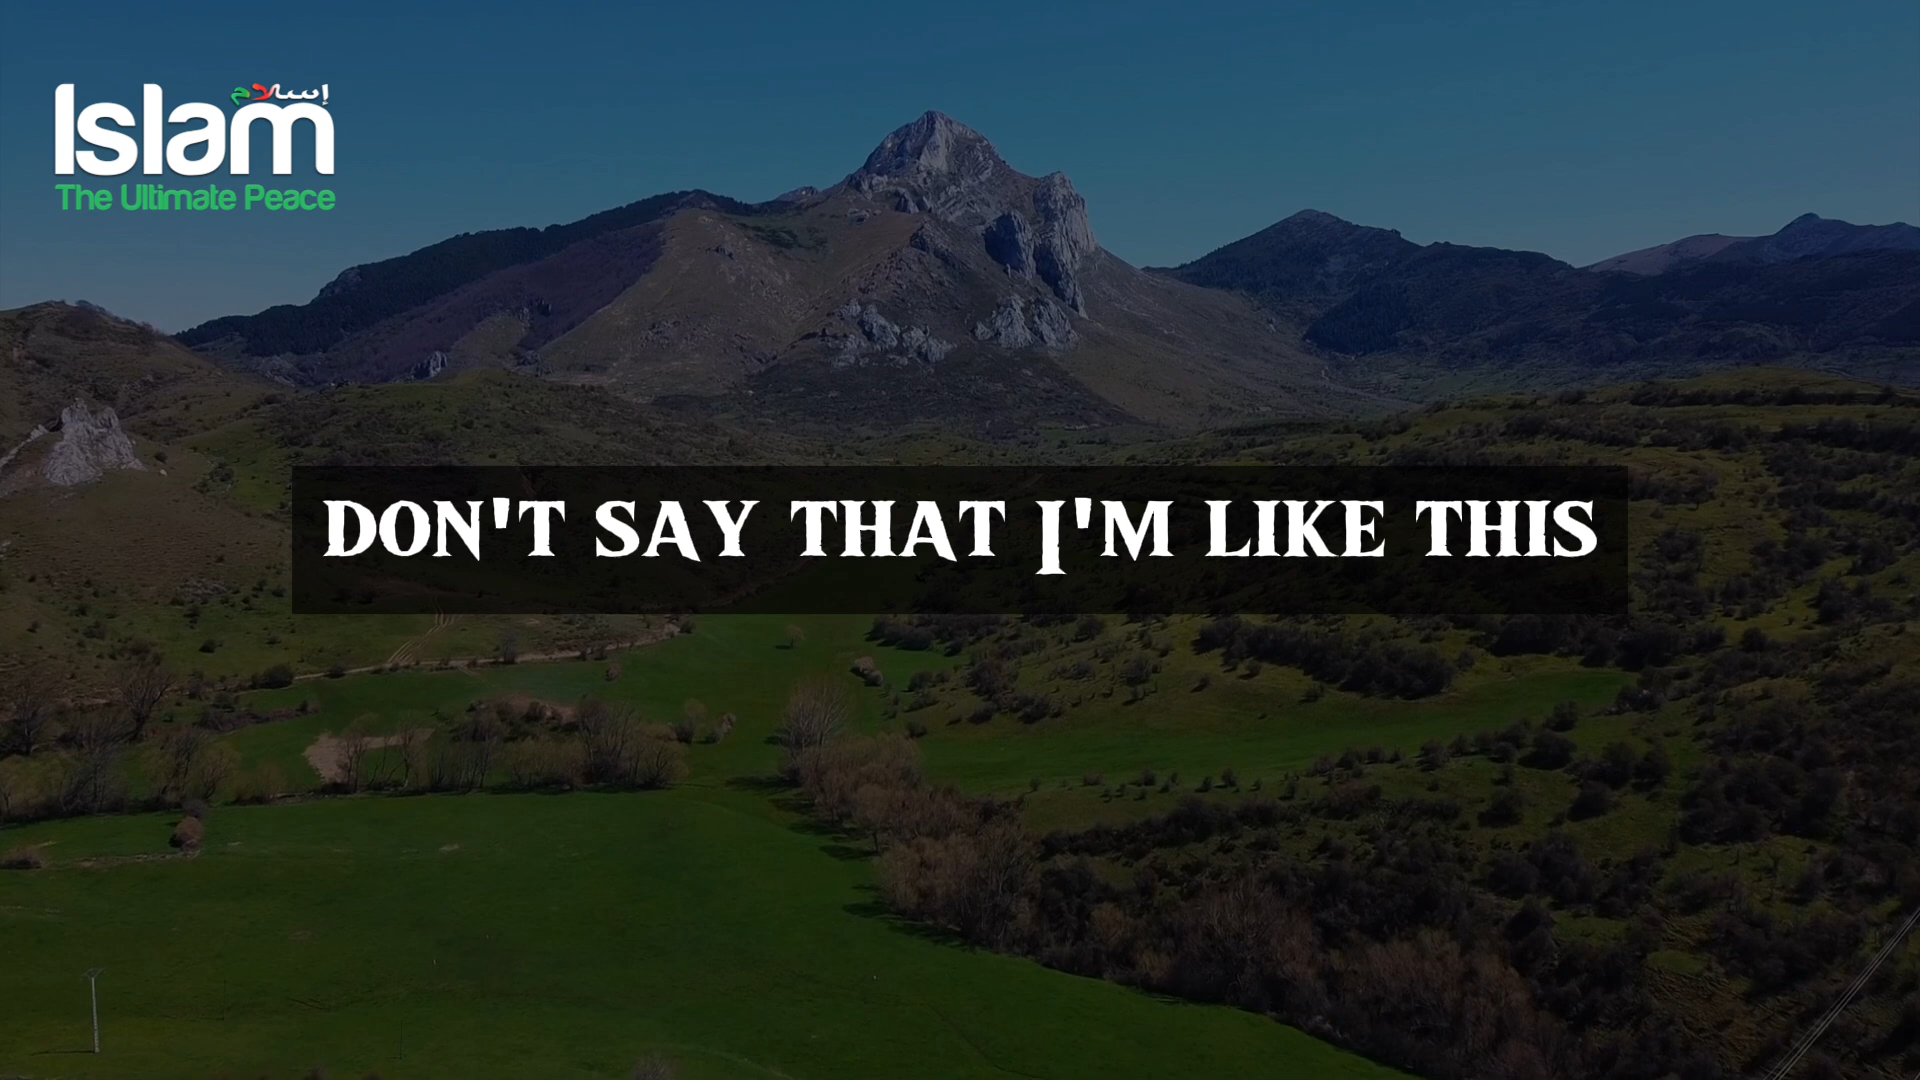 إسلام
Islam
The Ultimate Peace
DON'T SAY THAT I'M LIKE THIS